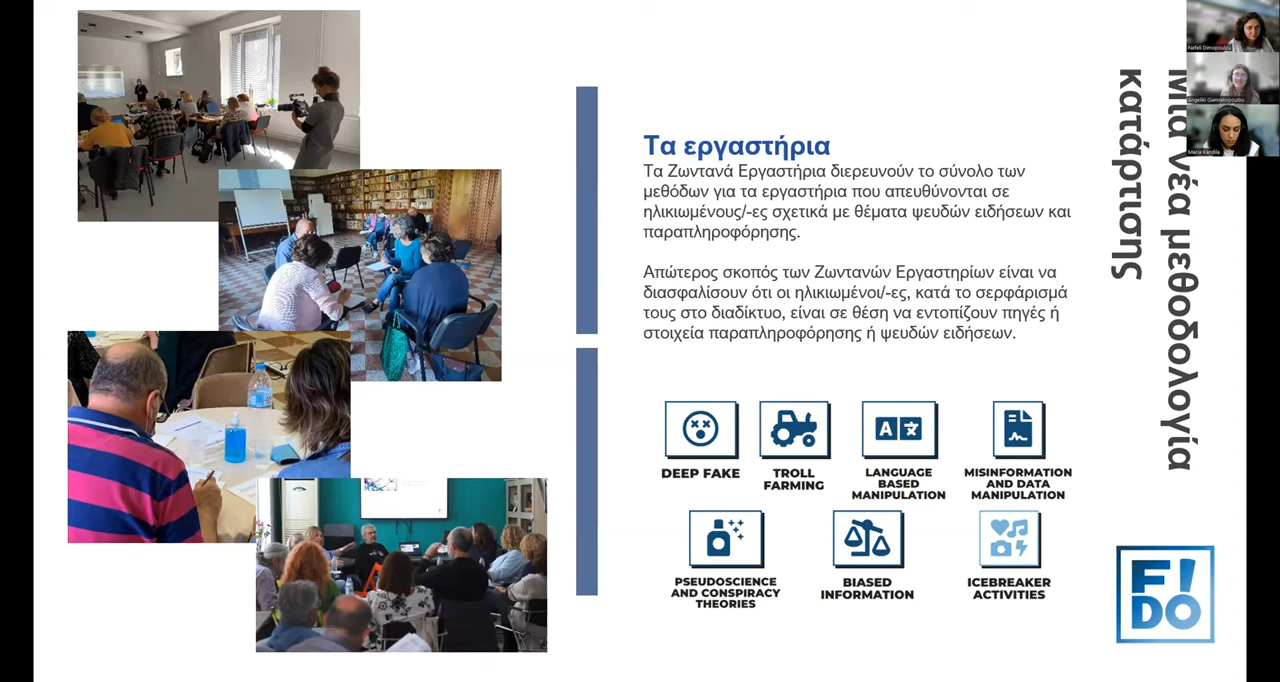 Τα εργαστήρια
Τα Ζωντανά Εργαστήρια διερευνούν το σύνολο των
μεθόδων για τα εργαστήρια που απευθύνονται σε
ηλικιωμένους/-ες σχετικά με θέματα ψευδών ειδήσεων και
παραπληροφόρησης.
Απώτερος σκοπός των Ζωντανών Εργαστηρίων είναι να
διασφαλίσουν ότι οι ηλικιωμένοι/-ες, κατά το σερφάρισμά
τους στο διαδίκτυο, είναι σε θέση να εντοπίζουν πηγές ή
στοιχεία παραπληροφόρησης ή ψευδών ειδήσεων.
DEEP FAKE
TROLL
FARMING
LANGUAGE
BASED
MANIPULATION
MISINFORMATION
AND DATA
MANIPULATION
PSEUDOSCIENCE
AND CONSPIRACY
THEORIES
BIASED
INFORMATION
ICEBREAKER
ACTIVITIES
Μια νέα μεθοδολογία
κατάρτισης
F!
DO
Nefeli Dimopoulou
Angeliki Giannakopoulou
Maria Kandila